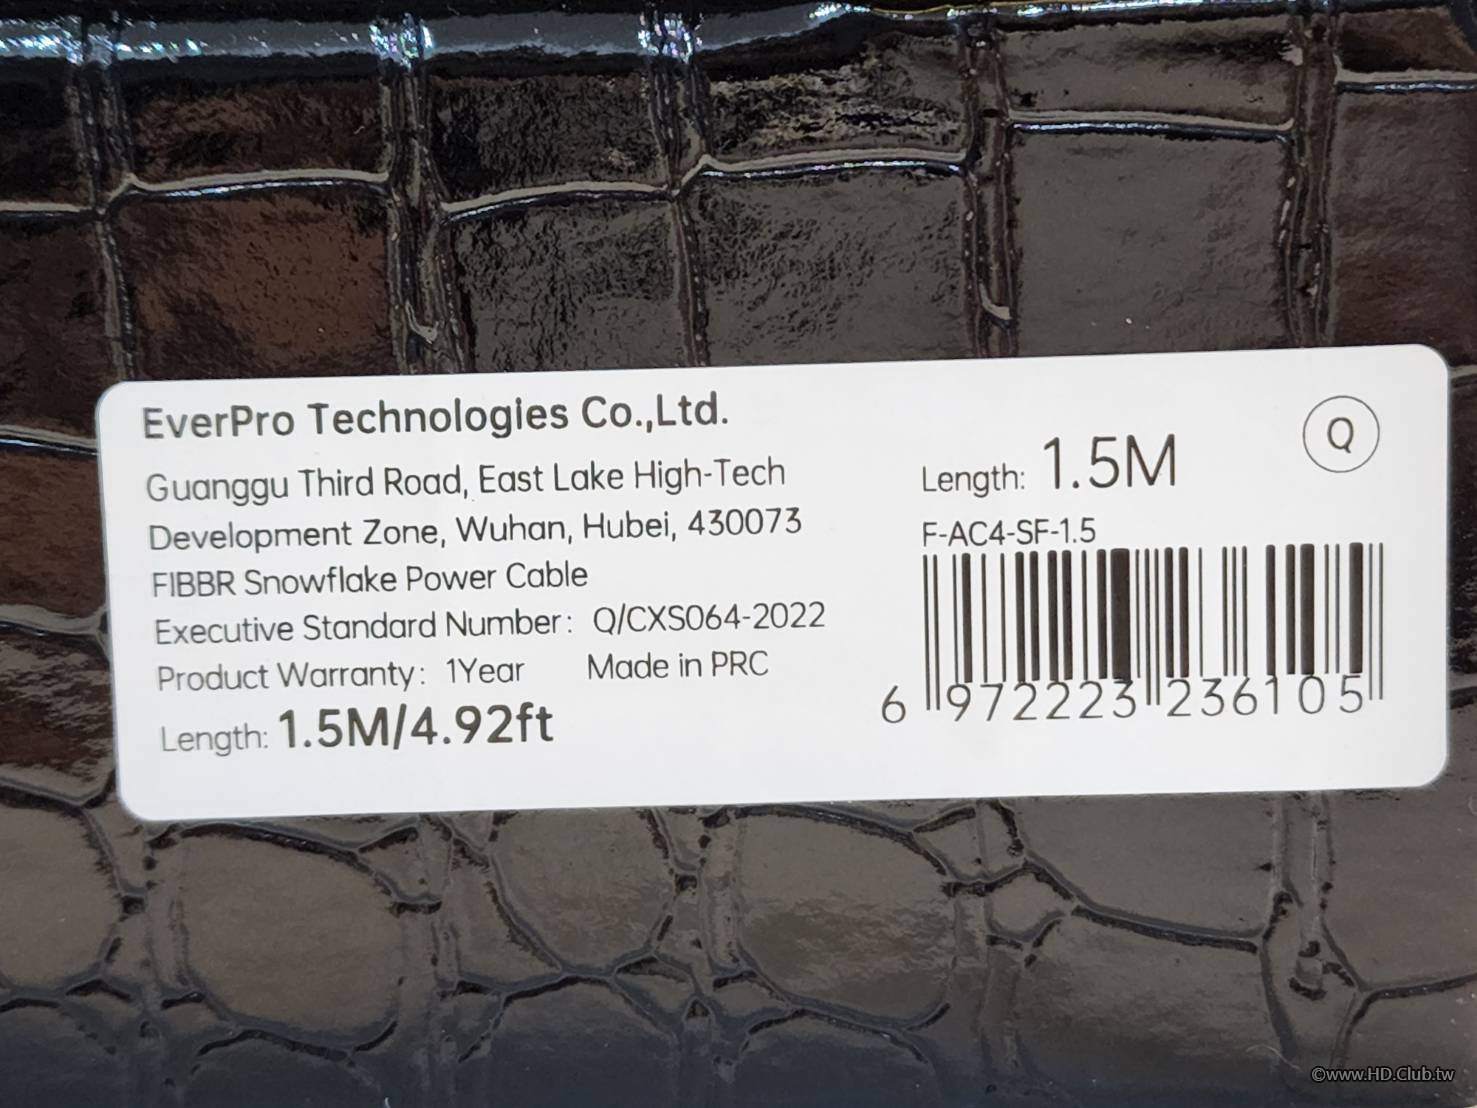 EverPro Technologies Co.,Ltd.
Guanggu Third Road, East Lake High-Tech
Development Zone, Wuhan, Hubei, 430073
FIBBR Snowflake Power Cable
Executive Standard Number: Q/CXS064-2022
Product Warranty: 1Year Made in PRC
Length: 1.5M/4.92ft
Length: 1.5M
Q
F-AC4-SF-1.5
6 972223 236105
©www.HD.Club.tw